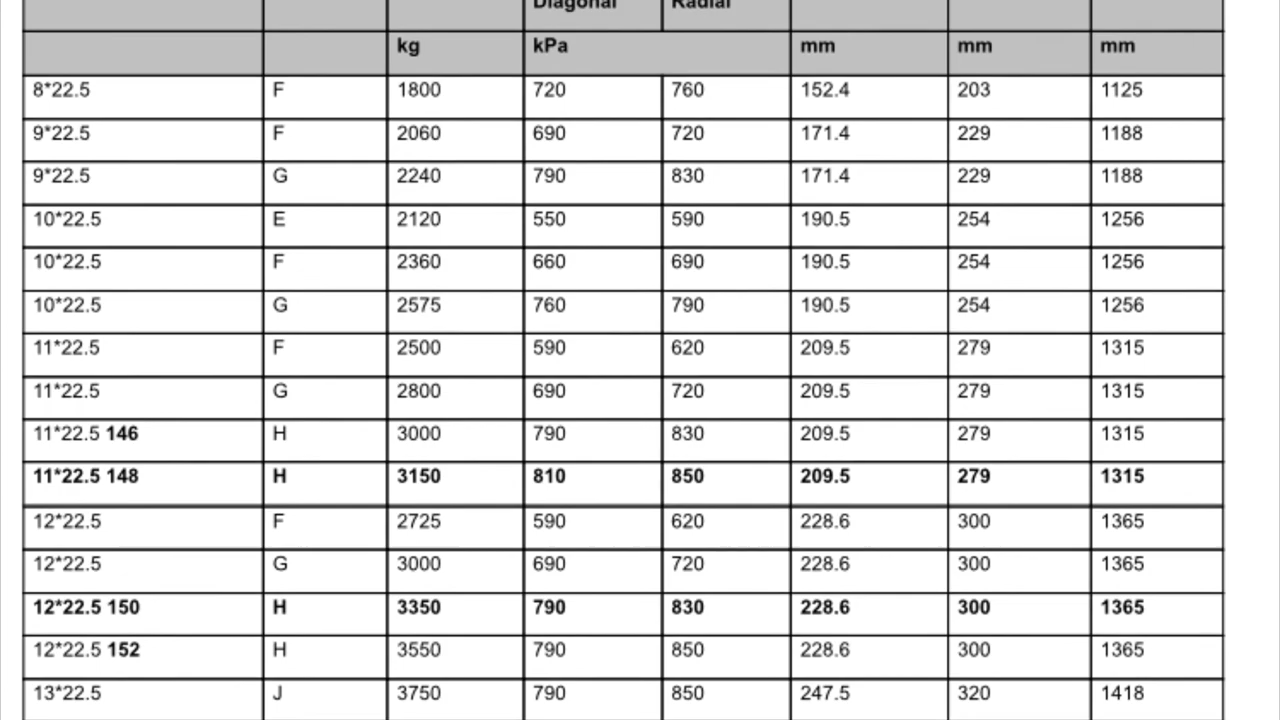 Diagonal Radial
kg kPa mm mm mm
8*22.5 F 1800 720 760 152.4 203 1125
9*22.5 F 2060 690 720 171.4 229 1188
9*22.5 G 2240 790 830 171.4 229 1188
10*22.5 E 2120 550 590 190.5 254 1256
10*22.5 F 2360 660 690 190.5 254 1256
10*22.5 G 2575 760 790 190.5 254 1256
11*22.5 F 2500 590 620 209.5 279 1315
11*22.5 G 2800 690 720 209.5 279 1315
11*22.5 146 H 3000 790 830 209.5 279 1315
11*22.5 148 H 3150 810 850 209.5 279 1315
12*22.5 F 2725 590 620 228.6 300 1365
12*22.5 G 3000 690 720 228.6 300 1365
12*22.5 150 H 3350 790 830 228.6 300 1365
12*22.5 152 H 3550 790 850 228.6 300 1365
13*22.5 J 3750 790 850 247.5 320 1418